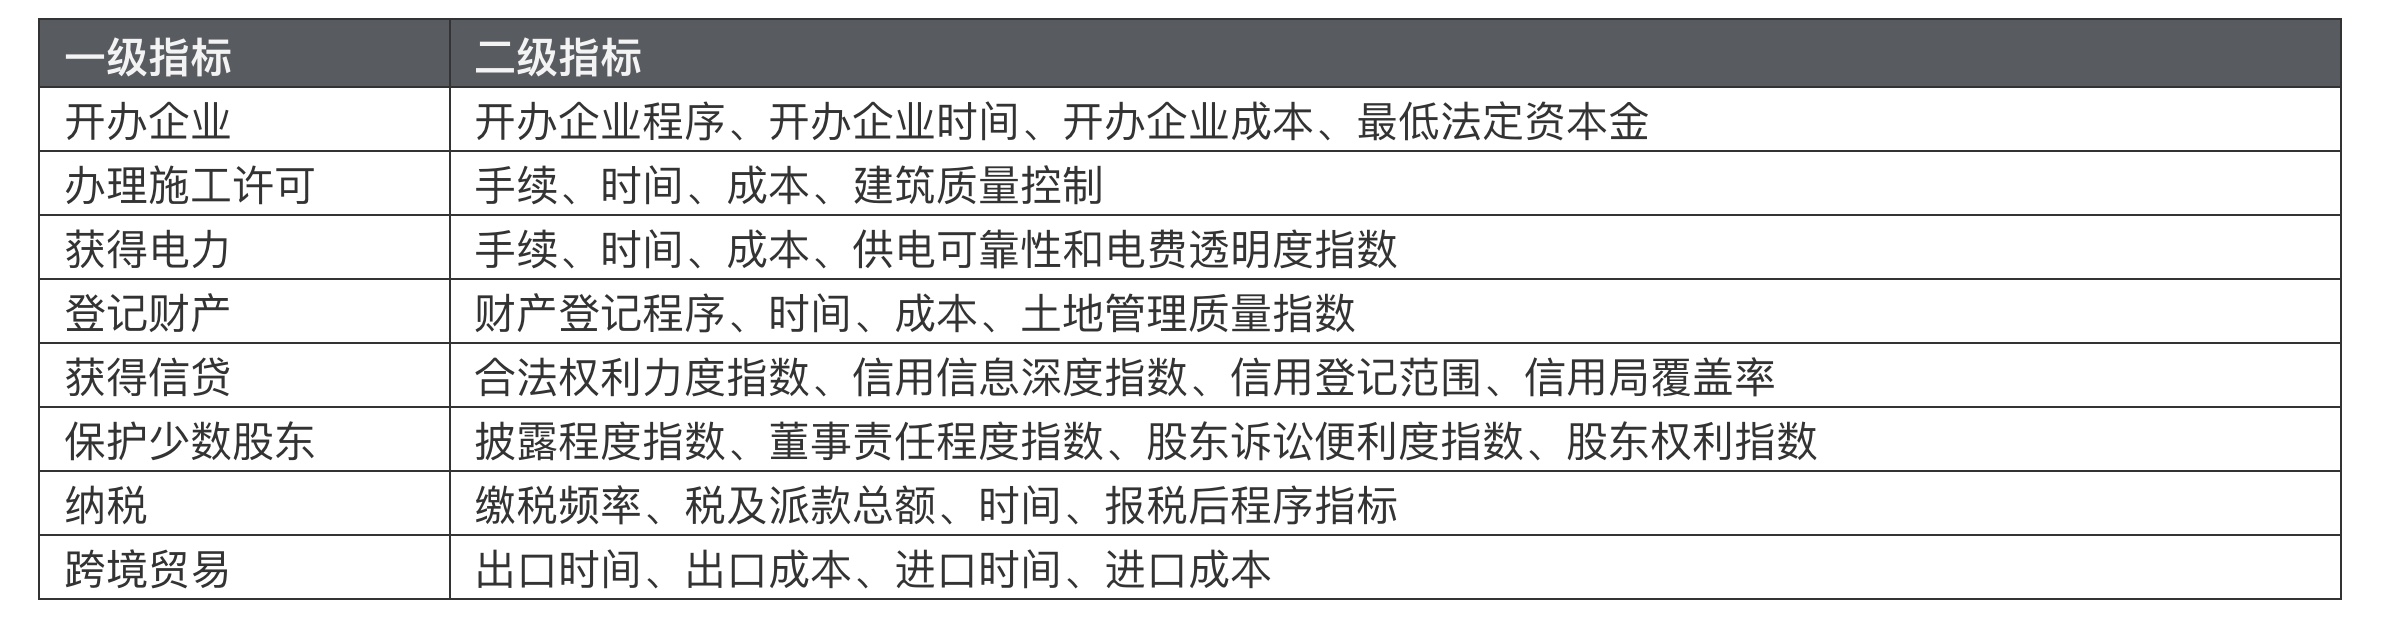 一级指标 二级指标
开办企业 开办企业程序、开办企业时间、开办企业成本、最低法定资本金
办理施工许可 手续、时间、成本、建筑质量控制
获得电力 手续、时间、成本、供电可靠性和电费透明度指数
登记财产 财产登记程序、时间、成本、土地管理质量指数
获得信贷 合法权利力度指数、信用信息深度指数、信用登记范围、信用局覆盖率
保护少数股东 披露程度指数、董事责任程度指数、股东诉讼便利度指数、股东权利指数
纳税 缴税频率、税及派款总额、时间、报税后程序指标
跨境贸易 出口时间、出口成本、进口时间、进口成本